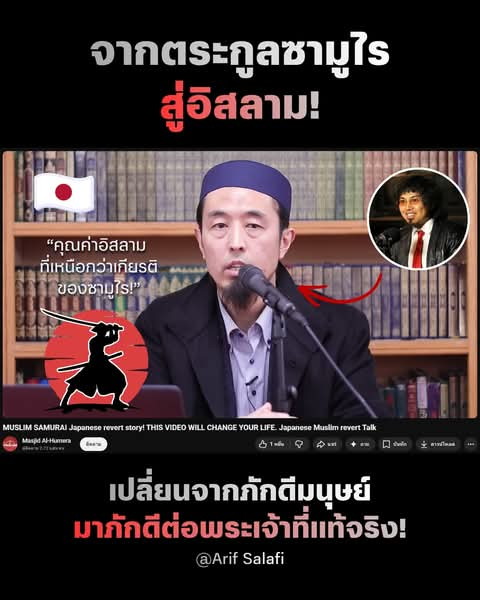 จากตระกูลซามูไร
สู่อิสลาม!
“คุณค่าอิสลาม
ที่เหนือกว่าเกียรติ
ของซามูไร!”
MUSLIM SAMURAI Japanese revert story! THIS VIDEO WILL CHANGE YOUR LIFE. Japanese Muslim revert Talk
Masjid Al-Humera
ติดตาม
1 หมื่น
แชร์
ถาม
บันทึก
ดาวน์โหลด
เปลี่ยนจากภักดีมนุษย์
มาภักดีต่อพระเจ้าที่แท้จริง!
@Arif Salafi